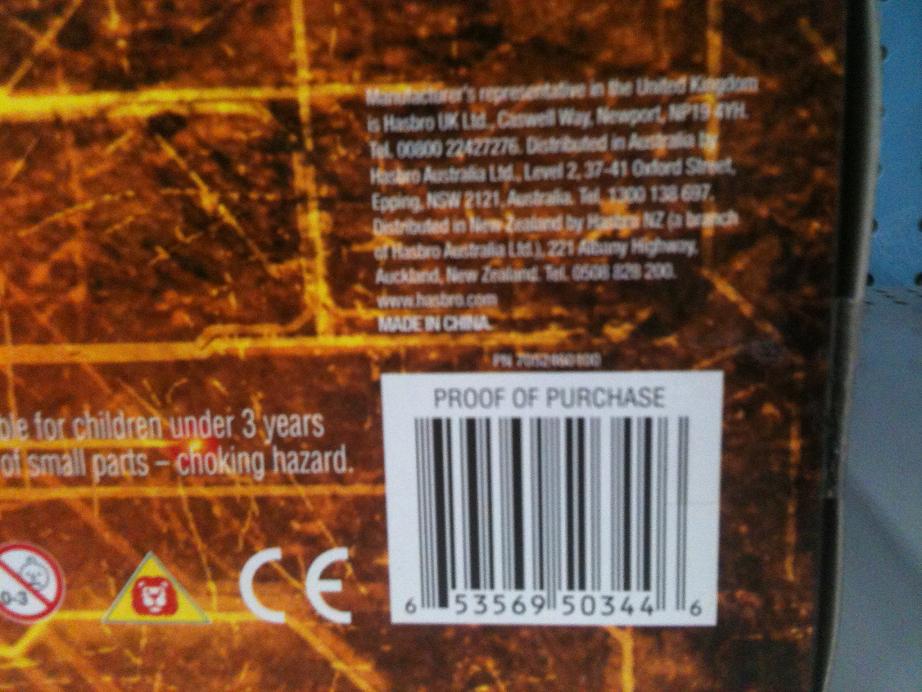 Manufacturer's representative in the United Kingdom
is Hasbro UK Ltd., Caswell Way, Newport, NP19 4YH.
Tel. 00800 22427276. Distributed in Australia by
Hasbro Australia Ltd., Level 2, 37-41 Oxford Street,
Epping, NSW 2121, Australia. Tel. 1300 138 697.
Distributed in New Zealand by Hasbro NZ (a branch
of Hasbro Australia Ltd.), 221 Albany Highway,
Auckland, New Zealand. Tel. 0508 828 200.
www.hasbro.com
MADE IN CHINA.
PN
PROOF OF PURCHASE
6 53569 50344 6
ble for children under 3 years
of small parts – choking hazard.
0-3
CE